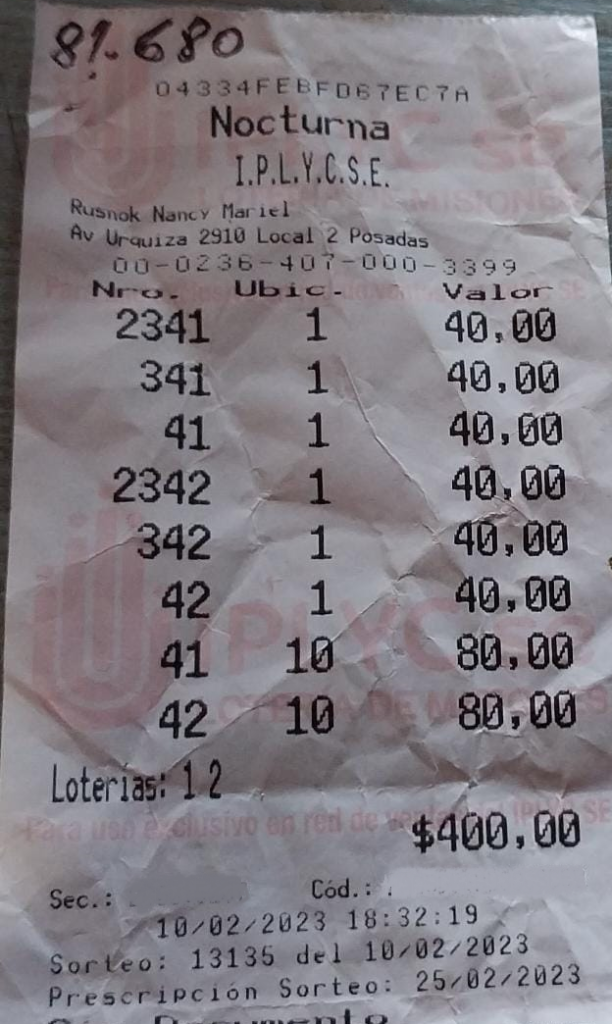 81.680
04334FEBFD67EC7A
Nocturna
I.P.L.Y.C.S.E.
Rusnok Nancy Mariel
Av Urquiza 2910 Local 2 Posadas
00-0236-407-000-3399
Nro. Ubic. Valor
2341 1 40,00
341 1 40,00
41 1 40,00
2342 1 40,00
342 1 40,00
42 1 40,00
41 10 80,00
42 10 80,00
Loterias: 1 2
$400,00
Sec.: Cód.:
10/02/2023 18:32:19
Sorteo: 13135 del 10/02/2023
Prescripción Sorteo: 25/02/2023